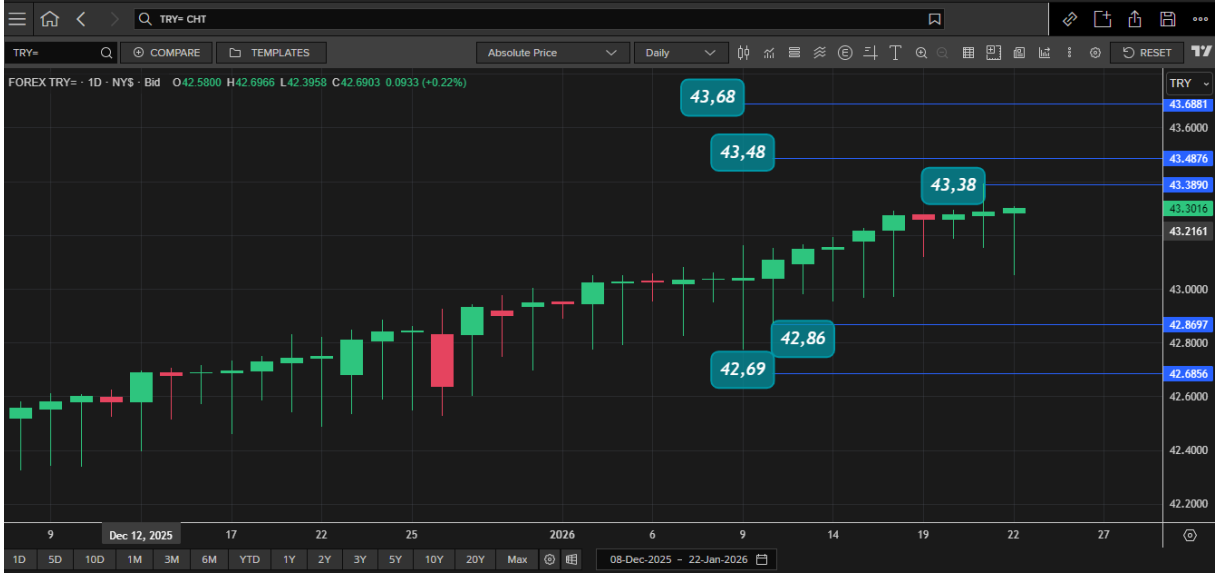 TRY= CHT
TRY=
COMPARE
TEMPLATES
Absolute Price
Daily
RESET
FOREX TRY= · 1D · NY$ · Bid O42.5800 H42.6966 L42.3958 C42.6903 0.0933 (+0.22%)
TRY
43,68
43.6881
43.6000
43,48
43.4876
43,38
43.3890
43.3016
43.2161
43.0000
42.8697
42,86
42.8000
42,69
42.6856
42.6000
42.4000
42.2000
9 Dec 12, 2025 17 22 25 2026 6 9 14 19 22 27
1D 5D 10D 1M 3M 6M YTD 1Y 2Y 3Y 5Y 10Y 20Y Max 08-Dec-2025 – 22-Jan-2026